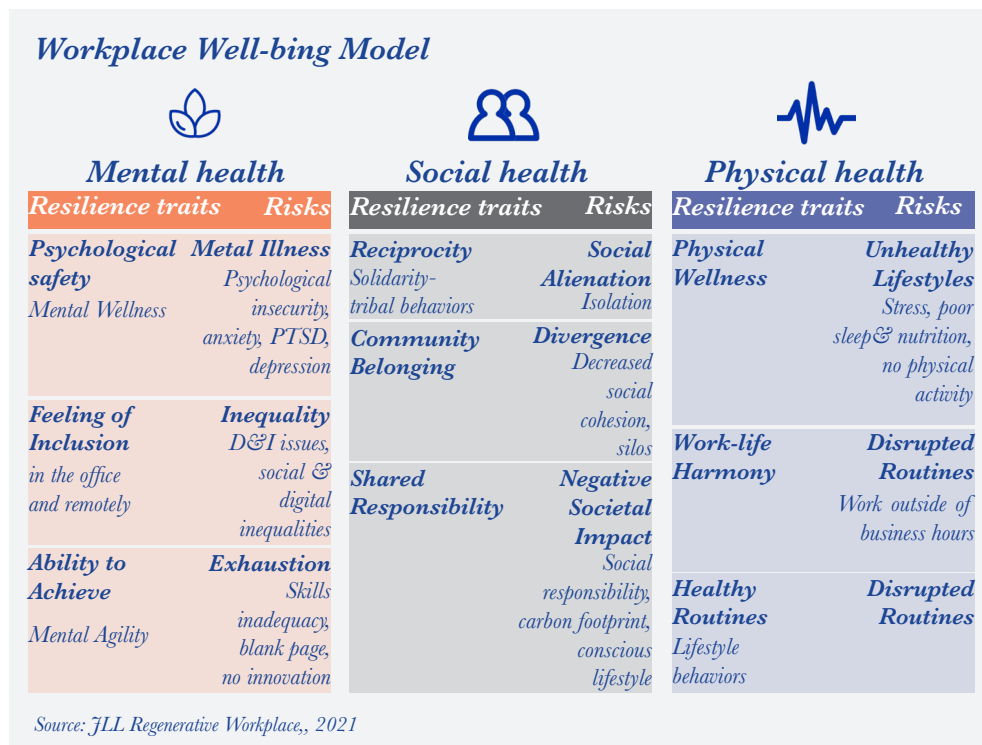 Workplace Well-bing Model
Mental health
Resilience traits Risks
Psychological
safety
Mental Wellness
Metal Illness
Psychological
insecurity,
anxiety, PTSD,
depression
Feeling of
Inclusion
in the office
and remotely
Inequality
D&I issues,
social &
digital
inequalities
Ability to
Achieve
Mental Agility
Exhaustion
Skills
inadequacy,
blank page,
no innovation
Social health
Resilience traits Risks
Reciprocity
Solidarity-
tribal behaviors
Social
Alienation
Isolation
Community
Belonging
Divergence
Decreased
social
cohesion,
silos
Shared
Responsibility
Negative
Societal
Impact
Social
responsibility,
carbon footprint,
conscious
lifestyle
Physical health
Resilience traits Risks
Physical
Wellness
Unhealthy
Lifestyles
Stress, poor
sleep& nutrition,
no physical
activity
Work-life
Harmony
Disrupted
Routines
Work outside of
business hours
Healthy
Routines
Lifestyle
behaviors
Disrupted
Routines
Source: JLL Regenerative Workplace,, 2021